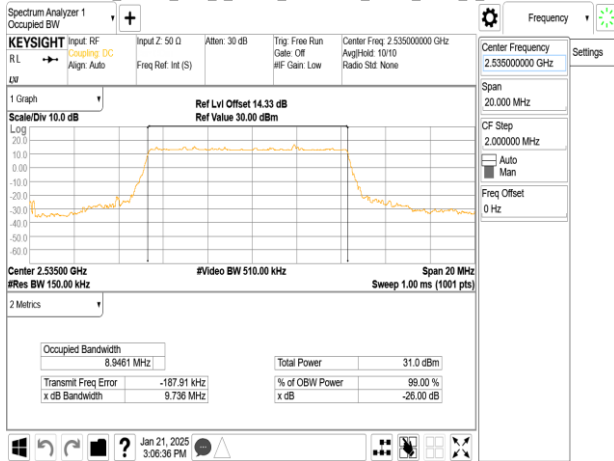 Spectrum Analyzer 1
Occupied BW
Frequency
KEYSIGHT
RL
Input: RF
Coupling: DC
Align: Auto
Input Z: 50 Ω
Freq Ref: Int (S)
Atten: 30 dB
Trig: Free Run
Gate: Off
#IF Gain: Low
Center Freq: 2.535000000 GHz
Avg|Hold: 10/10
Radio Std: None
LXI
Center Frequency
2.535000000 GHz
Settings
Span
20.000 MHz
CF Step
2.000000 MHz
Auto
Man
Freq Offset
0 Hz
1 Graph
Scale/Div 10.0 dB
Ref Lvl Offset 14.33 dB
Ref Value 30.00 dBm
Log
20.0
10.0
0.00
-10.0
-20.0
-30.0
-40.0
-50.0
-60.0
Center 2.53500 GHz
#Res BW 150.00 kHz
#Video BW 510.00 kHz
Span 20 MHz
Sweep 1.00 ms (1001 pts)
2 Metrics
Occupied Bandwidth
8.9461 MHz
Transmit Freq Error -187.91 kHz
x dB Bandwidth 9.736 MHz
Total Power 31.0 dBm
% of OBW Power 99.00 %
x dB -26.00 dB
?
Jan 21, 2025
3:06:36 PM